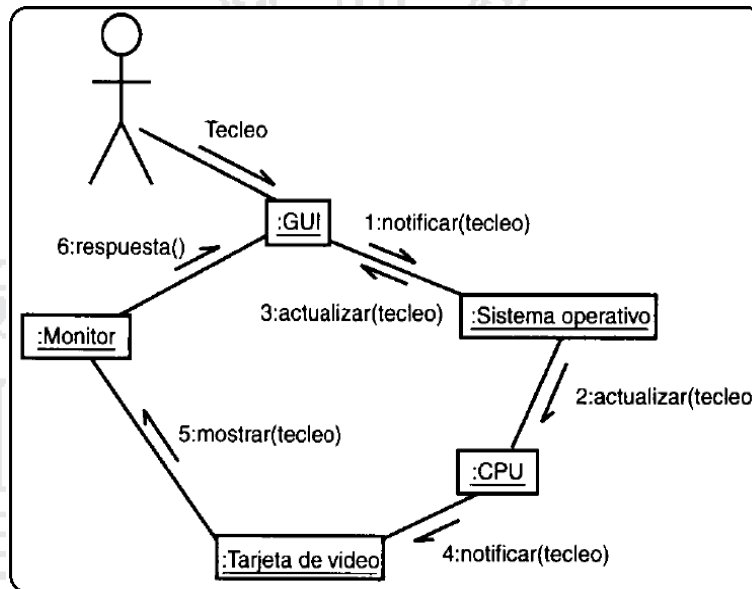 Tecleo
:GUI
1:notificar(tecleo)
6:respuesta()
3:actualizar(tecleo)
:Sistema operativo
:Monitor
2:actualizar(tecleo
5:mostrar(tecleo)
:CPU
:Tarjeta de video
4:notificar(tecleo)